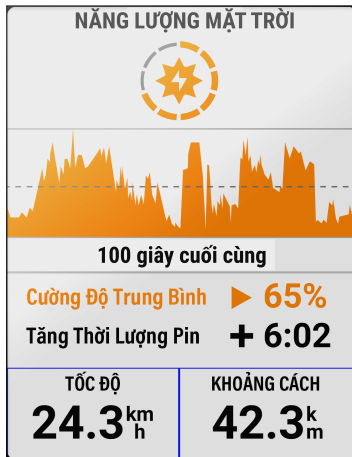 NĂNG LƯỢNG MẶT TRỜI
100 giây cuối cùng
Cường Độ Trung Bình ▶ 65%
Tăng Thời Lượng Pin + 6:02
TỐC ĐỘ KHOẢNG CÁCH
24.3 km h 42.3 k m